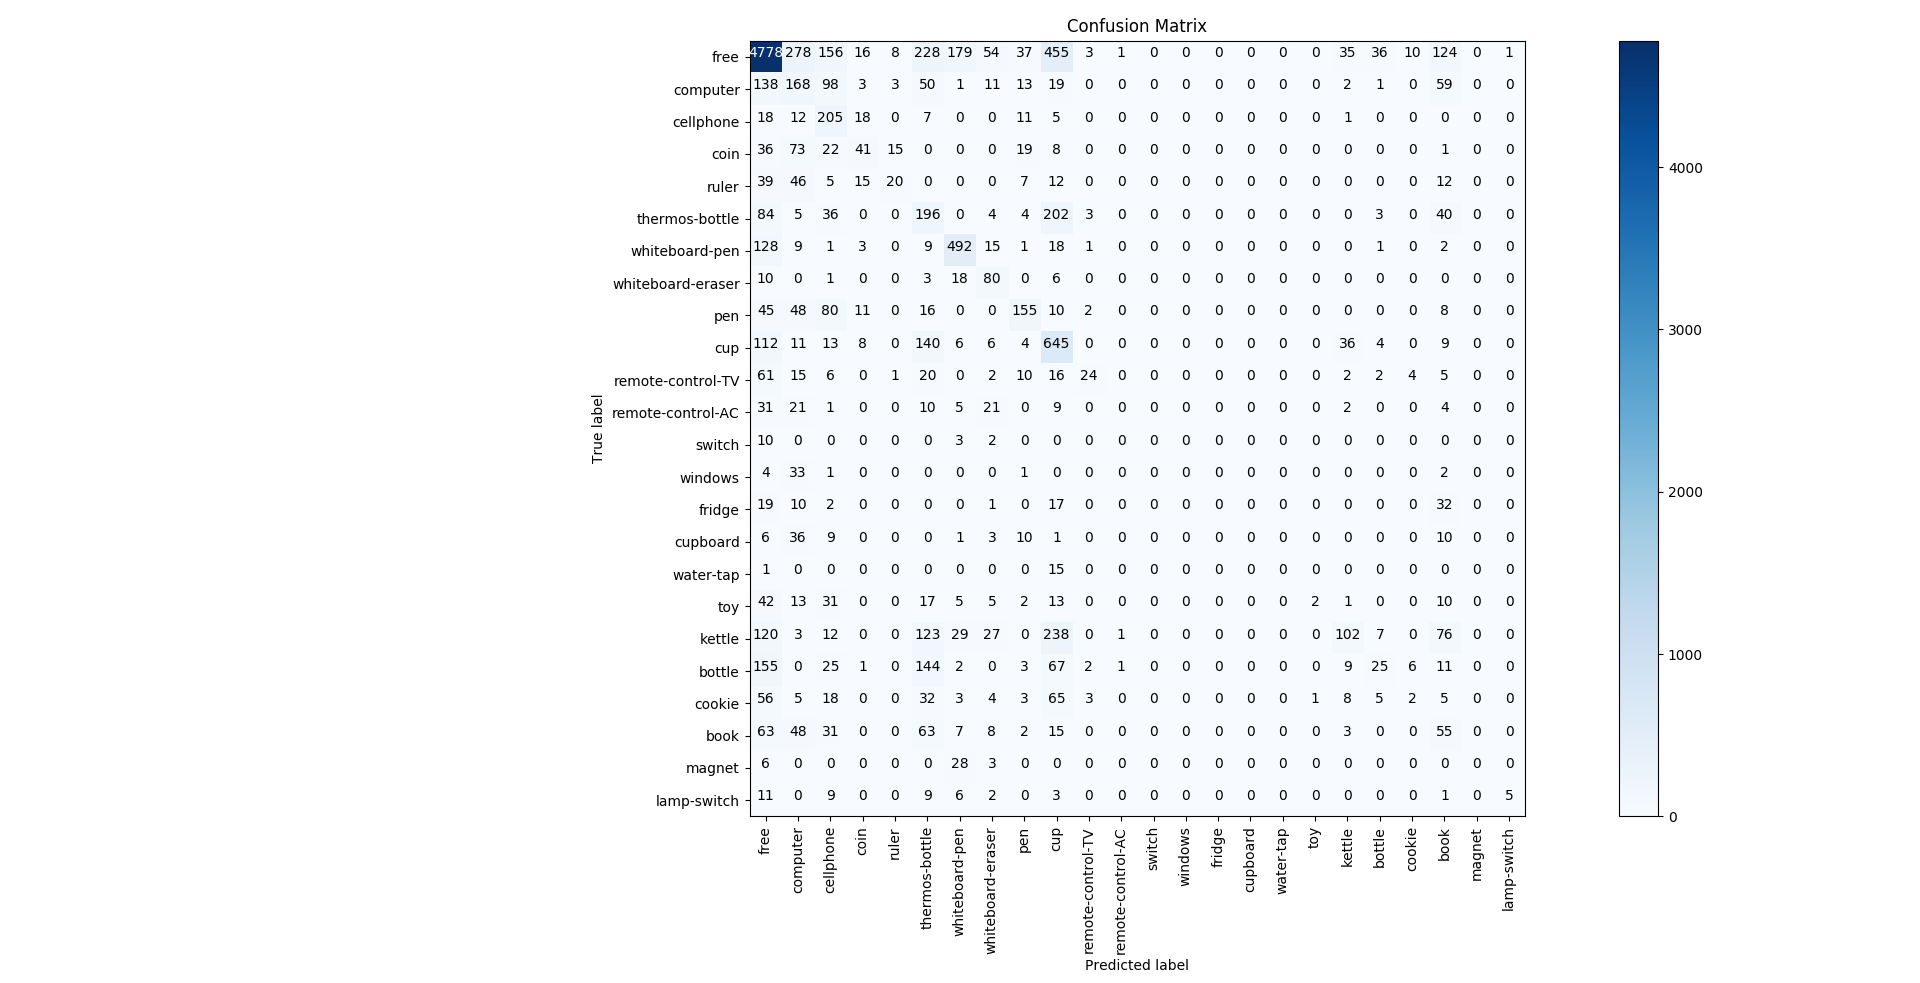 Confusion Matrix
free 4778 278 156 16 8 228 179 54 37 455 3 1 0 0 0 0 0 0 35 36 10 124 0 1
computer 138 168 98 3 3 50 1 11 13 19 0 0 0 0 0 0 0 0 2 1 0 59 0 0
cellphone 18 12 205 18 0 7 0 0 11 5 0 0 0 0 0 0 0 0 1 0 0 0 0 0
coin 36 73 22 41 15 0 0 0 19 8 0 0 0 0 0 0 0 0 0 0 0 1 0 0
ruler 39 46 5 15 20 0 0 0 7 12 0 0 0 0 0 0 0 0 0 0 0 12 0 0
thermos-bottle 84 5 36 0 0 196 0 4 4 202 3 0 0 0 0 0 0 0 0 3 0 40 0 0
whiteboard-pen 128 9 1 3 0 9 492 15 1 18 1 0 0 0 0 0 0 0 0 1 0 2 0 0
whiteboard-eraser 10 0 1 0 0 3 18 80 0 6 0 0 0 0 0 0 0 0 0 0 0 0 0 0
pen 45 48 80 11 0 16 0 0 155 10 2 0 0 0 0 0 0 0 0 0 0 8 0 0
cup 112 11 13 8 0 140 6 6 4 645 0 0 0 0 0 0 0 0 36 4 0 9 0 0
remote-control-TV 61 15 6 0 1 20 0 2 10 16 24 0 0 0 0 0 0 0 2 2 4 5 0 0
remote-control-AC 31 21 1 0 0 10 5 21 0 9 0 0 0 0 0 0 0 0 2 0 0 4 0 0
switch 10 0 0 0 0 0 3 2 0 0 0 0 0 0 0 0 0 0 0 0 0 0 0 0
windows 4 33 1 0 0 0 0 0 1 0 0 0 0 0 0 0 0 0 0 0 0 2 0 0
fridge 19 10 2 0 0 0 0 1 0 17 0 0 0 0 0 0 0 0 0 0 0 32 0 0
cupboard 6 36 9 0 0 0 1 3 10 1 0 0 0 0 0 0 0 0 0 0 0 10 0 0
water-tap 1 0 0 0 0 0 0 0 0 15 0 0 0 0 0 0 0 0 0 0 0 0 0 0
toy 42 13 31 0 0 17 5 5 2 13 0 0 0 0 0 0 0 2 1 0 0 10 0 0
kettle 120 3 12 0 0 123 29 27 0 238 0 1 0 0 0 0 0 0 102 7 0 76 0 0
bottle 155 0 25 1 0 144 2 0 3 67 2 1 0 0 0 0 0 0 9 25 6 11 0 0
cookie 56 5 18 0 0 32 3 4 3 65 3 0 0 0 0 0 0 1 8 5 2 5 0 0
book 63 48 31 0 0 63 7 8 2 15 0 0 0 0 0 0 0 0 3 0 0 55 0 0
magnet 6 0 0 0 0 0 28 3 0 0 0 0 0 0 0 0 0 0 0 0 0 0 0 0
lamp-switch 11 0 9 0 0 9 6 2 0 3 0 0 0 0 0 0 0 0 0 0 0 1 0 5
True label
free computer cellphone coin ruler thermos-bottle whiteboard-pen whiteboard-eraser pen cup remote-control-TV remote-control-AC switch windows fridge cupboard water-tap toy kettle bottle cookie book magnet lamp-switch
Predicted label
4000
3000
2000
1000
0